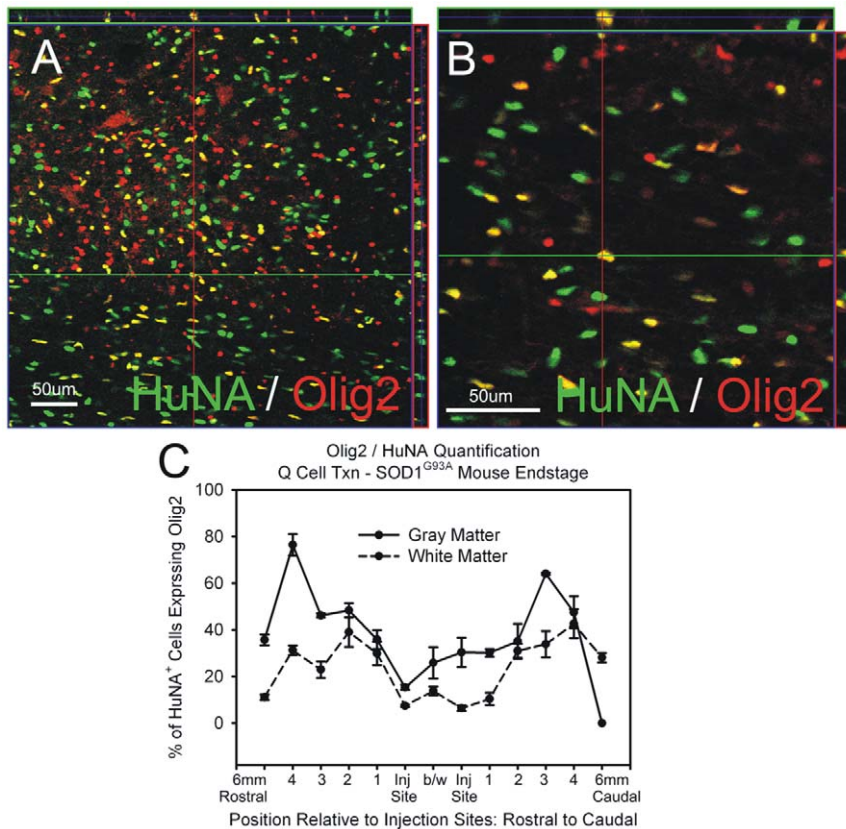 A
50um
HuNA / Olig2
B
50um
HuNA / Olig2
C
Olig2 / HuNA Quantification
Q Cell Txn - SOD1G93A Mouse Endstage
% of HuNA+ Cells Exprssing Olig2
100
80
60
40
20
0
Gray Matter
White Matter
6mm Rostral
4
3
2
1
Inj Site
b/w
Inj Site
1
2
3
4
6mm Caudal
Position Relative to Injection Sites: Rostral to Caudal